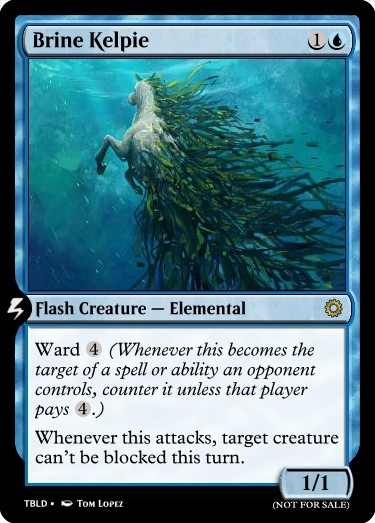 Brine Kelpie 1
Flash Creature — Elemental
Ward 4 (Whenever this becomes the
target of a spell or ability an opponent
controls, counter it unless that player
pays 4.)
Whenever this attacks, target creature
can't be blocked this turn.
1/1
TBLD • Tom Lopez
(NOT FOR SALE)